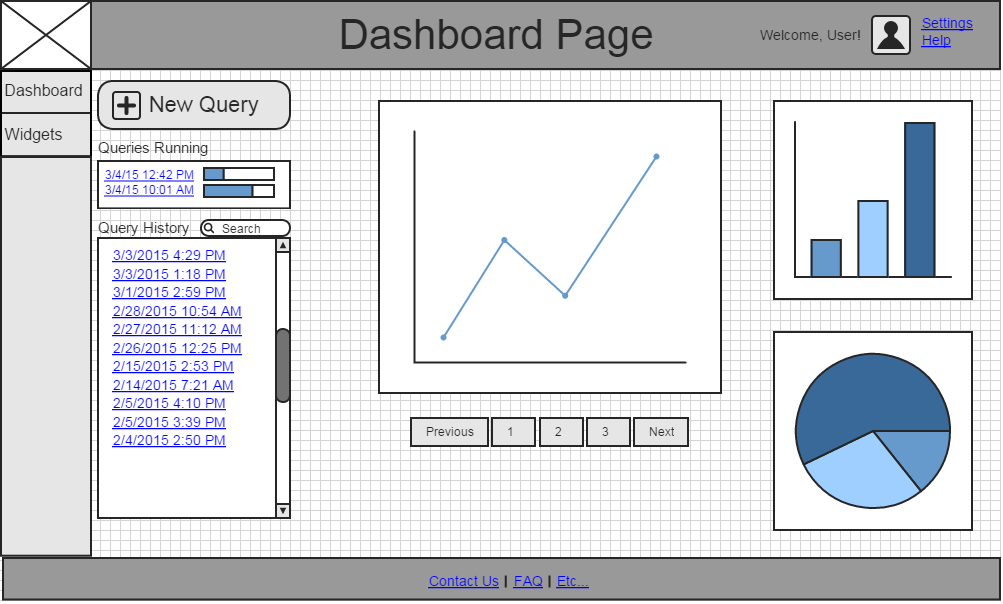 Dashboard Page
Welcome, User!
Settings
Help
Dashboard
Widgets
New Query
Queries Running
3/4/15 12:42 PM
3/4/15 10:01 AM
Query History
Search
3/3/2015 4:29 PM
3/3/2015 1:18 PM
3/1/2015 2:59 PM
2/28/2015 10:54 AM
2/27/2015 11:12 AM
2/26/2015 12:25 PM
2/15/2015 2:53 PM
2/14/2015 7:21 AM
2/5/2015 4:10 PM
2/5/2015 3:39 PM
2/4/2015 2:50 PM
Previous 1 2 3 Next
Contact Us | FAQ | Etc...